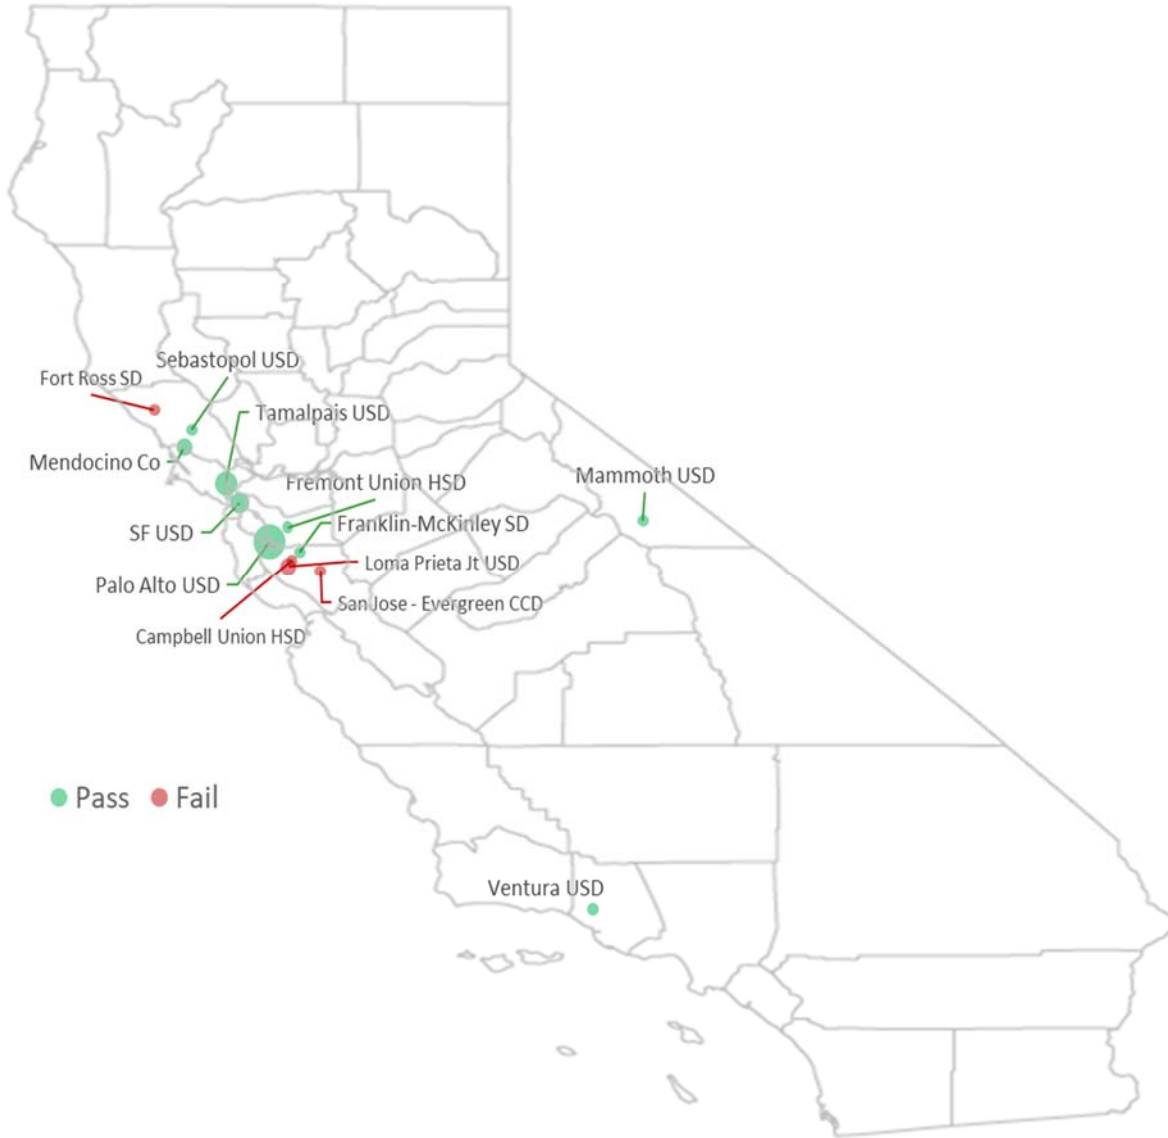 Sebastopol USD
Fort Ross SD
Tamalpais USD
Mendocino Co
Fremont Union HSD
Mammoth USD
SF USD
Franklin-McKinley SD
Loma Prieta Jt USD
Palo Alto USD
San Jose - Evergreen CCD
Campbell Union HSD
Pass Fail
Ventura USD